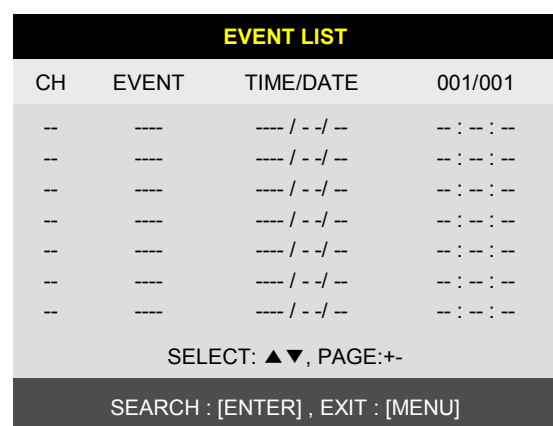 EVENT LIST
CH EVENT TIME/DATE 001/001
-- ---- ---- / - -/ -- -- : -- : --
-- ---- ---- / - -/ -- -- : -- : --
-- ---- ---- / - -/ -- -- : -- : --
-- ---- ---- / - -/ -- -- : -- : --
-- ---- ---- / - -/ -- -- : -- : --
-- ---- ---- / - -/ -- -- : -- : --
-- ---- ---- / - -/ -- -- : -- : --
SELECT: ▲▼, PAGE:+-
SEARCH : [ENTER] , EXIT : [MENU]